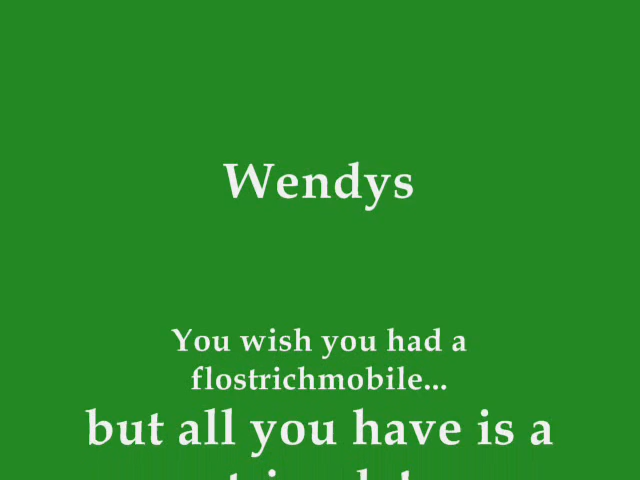 Wendys
You wish you had a
flostrichmobile...
but all you have is a